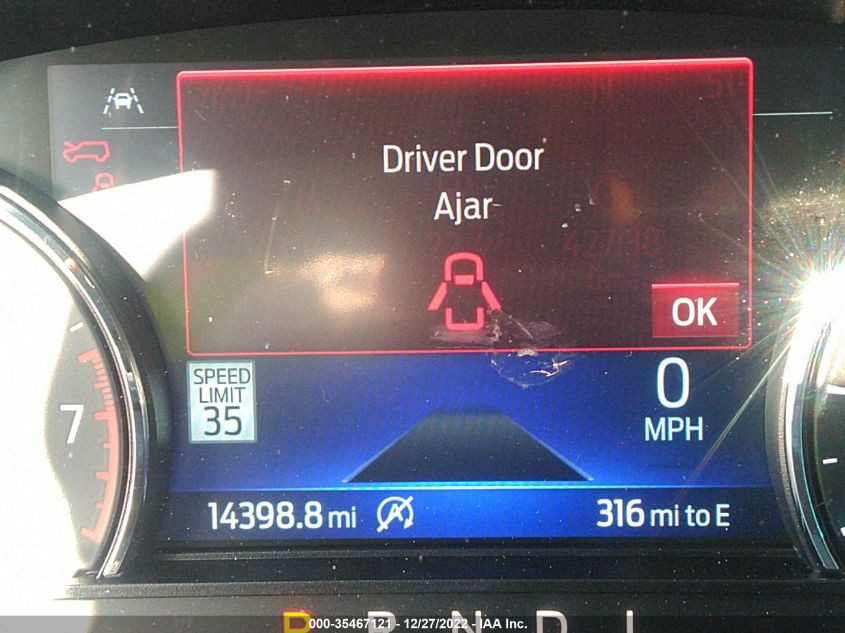 Driver Door
Ajar
OK
SPEED
LIMIT
35
0
MPH
7
14398.8 mi
A
316 mi to E
P R N D
000-35467121 - 12/27/2022 - IAA Inc.